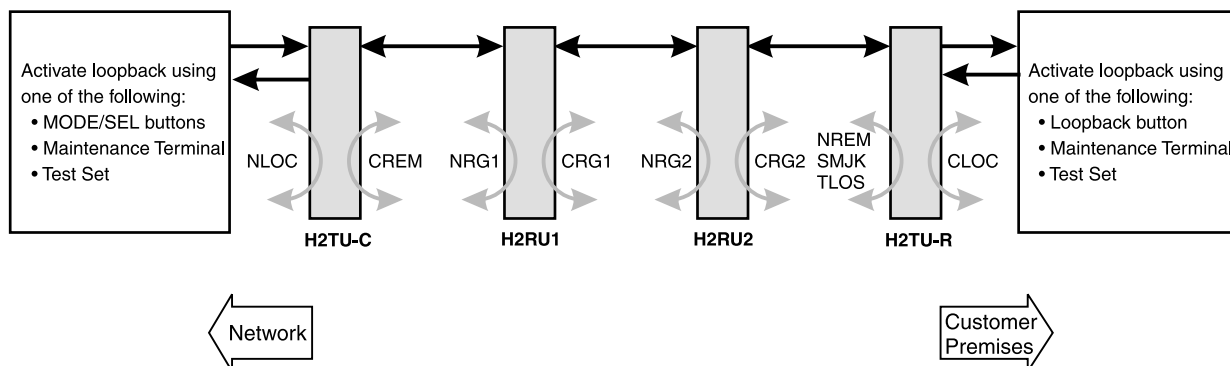 Activate loopback using
one of the following:
• MODE/SEL buttons
• Maintenance Terminal
• Test Set
NLOC
CREM
NRG1
CRG1
NRG2
CRG2
NREM
SMJK
TLOS
CLOC
Activate loopback using
one of the following:
• Loopback button
• Maintenance Terminal
• Test Set
H2TU-C
H2RU1
H2RU2
H2TU-R
Network
Customer
Premises